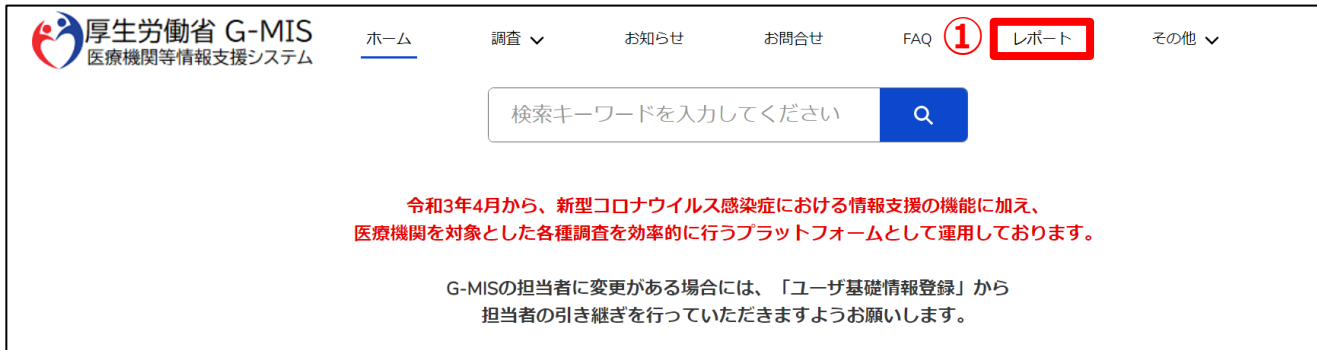 厚生労働省 G-MIS
医療機関等情報支援システム
ホーム 調査 お知らせ お問合せ FAQ ① レポート その他
検索キーワードを入力してください
令和3年4月から、新型コロナウイルス感染症における情報支援の機能に加え、
医療機関を対象とした各種調査を効率的に行うプラットフォームとして運用しております。
G-MISの担当者に変更がある場合には、「ユーザ基礎情報登録」から
担当者の引き継ぎを行っていただきますようお願いします。